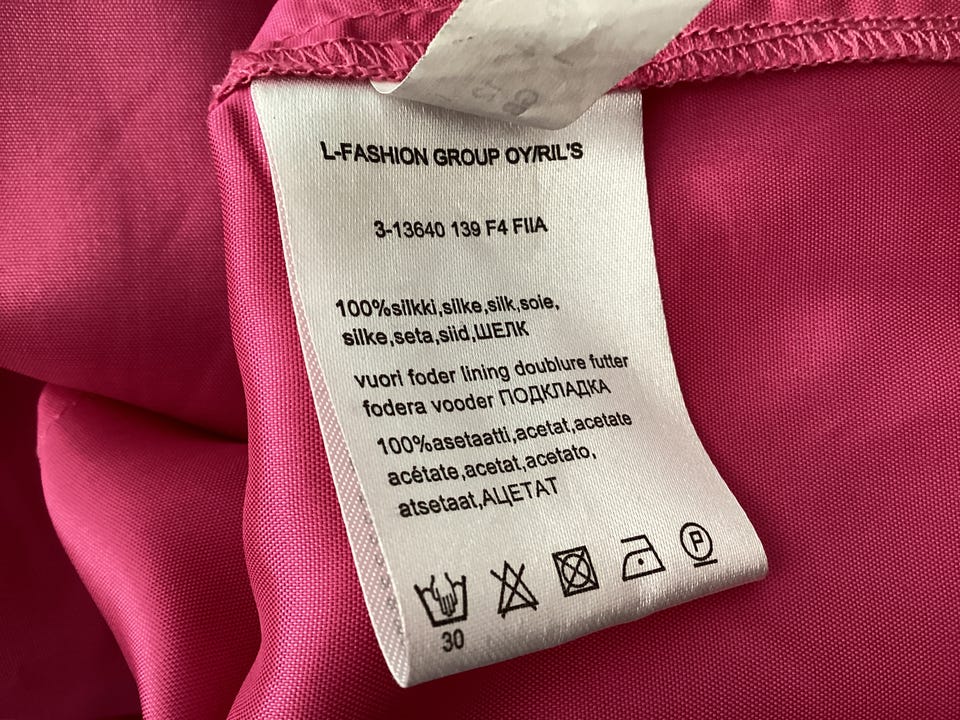 L-FASHION GROUP OY/RIL'S
3-13640 139 F4 FIIA
100%silkki,silke,silk,soie,
silke,seta,siid,ШЕЛК
vuori foder lining doublure futter
fodera vooder ПОДКЛАДКА
100%asetaatti,acetat,acetate
acétate,acetat,acetato,
atsetaat,АЦЕТАТ
P
30